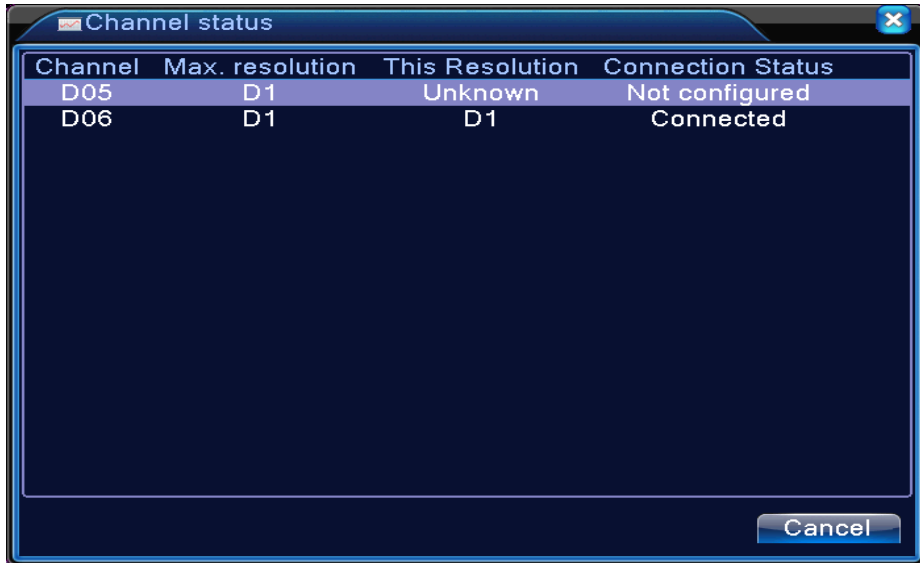 Channel status
Channel Max. resolution This Resolution Connection Status
D05 D1 Unknown Not configured
D06 D1 D1 Connected
Cancel